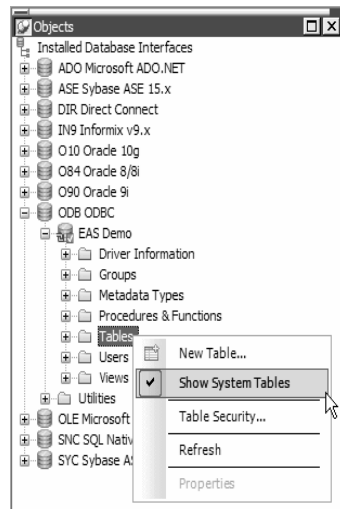 Objects
Installed Database Interfaces
ADO Microsoft ADO.NET
ASE Sybase ASE 15.x
DIR Direct Connect
IN9 Informix v9.x
O10 Oracle 10g
O84 Oracle 8/8i
O90 Oracle 9i
ODB ODBC
EAS Demo
Driver Information
Groups
Metadata Types
Procedures & Functions
Tables
Users
Views
Utilities
OLE Microsoft
SNC SQL Nativ
SYC Sybase A
New Table...
Show System Tables
Table Security...
Refresh
Properties